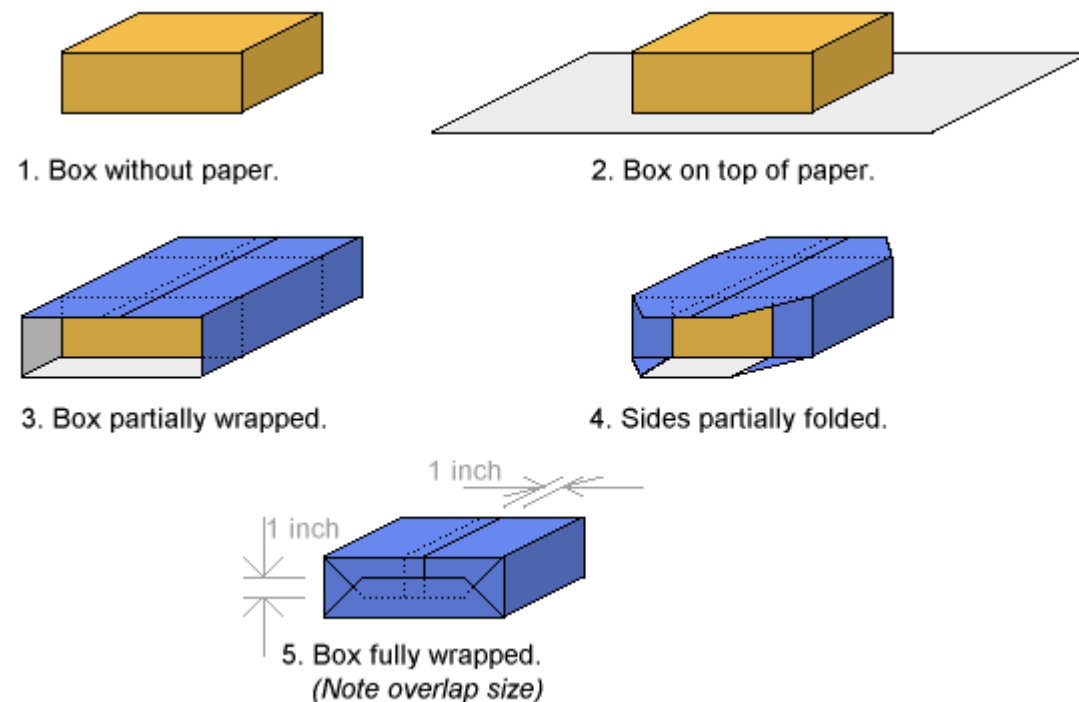 1. Box without paper.
2. Box on top of paper.
3. Box partially wrapped.
4. Sides partially folded.
1 inch
1 inch
5. Box fully wrapped.
(Note overlap size)